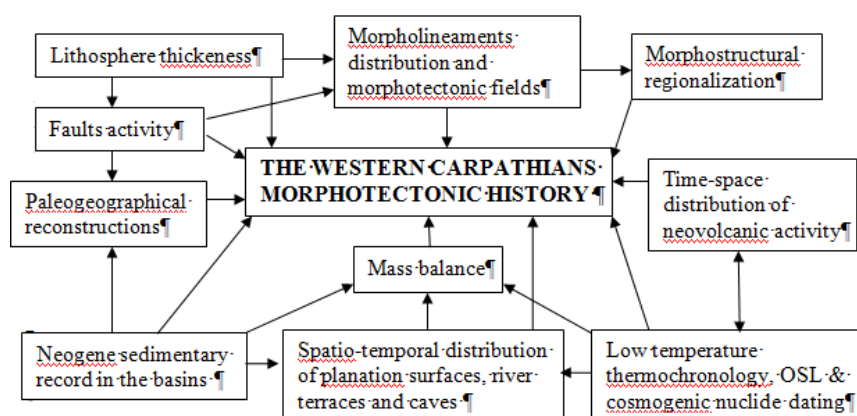 Lithosphere thickeness¶
Morpholineaments·
distribution and·
morphotectonic·fields¶
Morphostructural·
regionalization¶
Faults activity¶
THE·WESTERN·CARPATHIANS·
MORPHOTECTONIC·HISTORY·¶
Paleogeographical·
reconstructions¶
Time-space·
distribution of·
neovolcanic activity¶
Mass·balance¶
Neogene·sedimentary·
record in the basins·¶
Spatio-temporal·distribution·
of planation surfaces, river·
terraces and caves·¶
Low temperature·
thermochronology, OSL·&·
cosmogenic nuclide dating¶